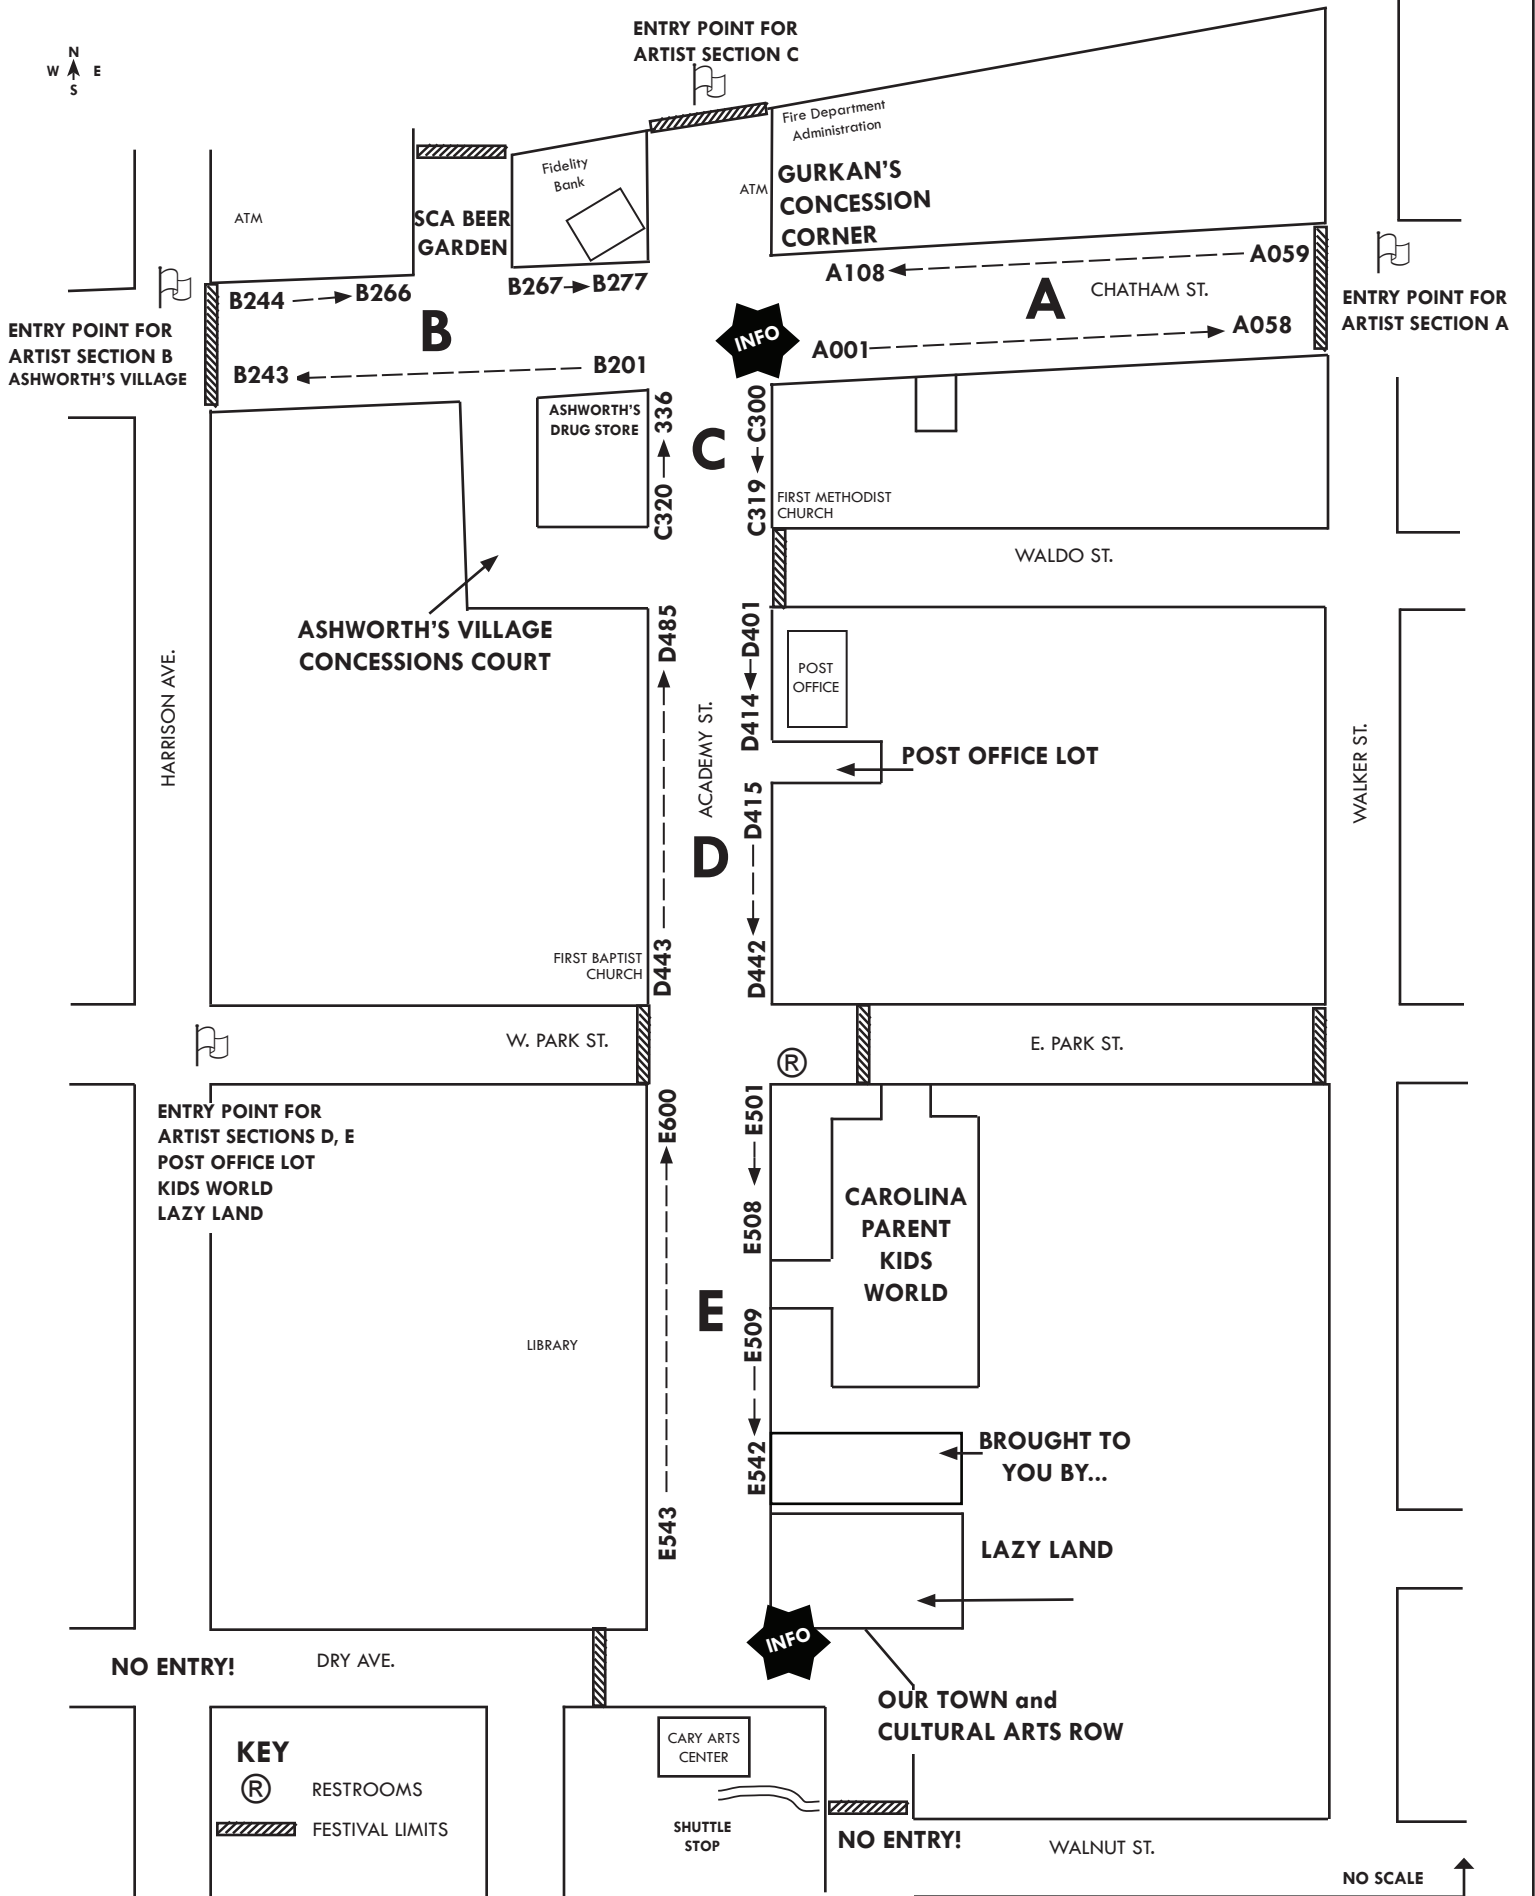 ENTRY POINT FOR
ARTIST SECTION C
N
W E
S
Fire Department
Administration
Fidelity
Bank
GURKAN'S
CONCESSION
CORNER
ATM
ATM
SCA BEER
GARDEN
A059
A108
B267 B277
B244 B266
A
CHATHAM ST.
ENTRY POINT FOR
ARTIST SECTION A
ENTRY POINT FOR
ARTIST SECTION B
ASHWORTH'S VILLAGE
B
INFO
A001
A058
B201
B243
ASHWORTH'S
DRUG STORE
C320 336
C
C300 C319
FIRST METHODIST
CHURCH
WALDO ST.
ASHWORTH'S VILLAGE
CONCESSIONS COURT
D443 D485
D401 D414
POST
OFFICE
HARRISON AVE.
ACADEMY ST.
POST OFFICE LOT
WALKER ST.
D415 D442
D
FIRST BAPTIST
CHURCH
W. PARK ST.
E. PARK ST.
R
ENTRY POINT FOR
ARTIST SECTIONS D, E
POST OFFICE LOT
KIDS WORLD
LAZY LAND
E543 E600
E501 E508
CAROLINA
PARENT
KIDS
WORLD
E
E509 E542
LIBRARY
BROUGHT TO
YOU BY...
LAZY LAND
INFO
NO ENTRY!
DRY AVE.
OUR TOWN and
CULTURAL ARTS ROW
KEY
R RESTROOMS
FESTIVAL LIMITS
CARY ARTS
CENTER
SHUTTLE
STOP
NO ENTRY!
WALNUT ST.
NO SCALE